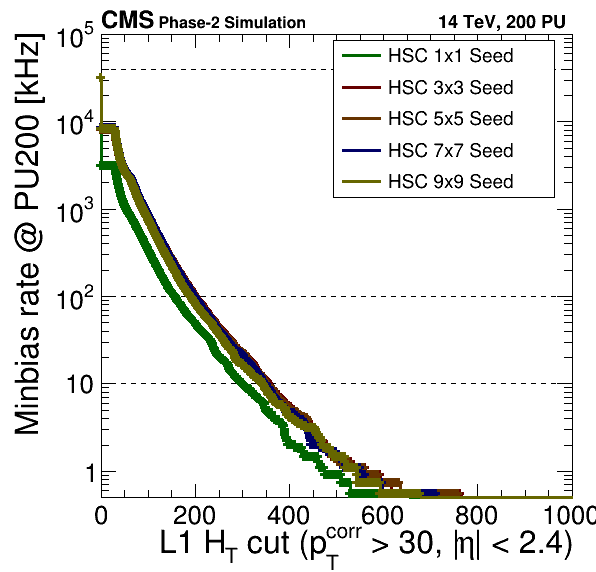 CMS Phase-2 Simulation 14 TeV, 200 PU
Minbias rate @ PU200 [kHz]
10^5
10^4
10^3
10^2
10
1
HSC 1x1 Seed
HSC 3x3 Seed
HSC 5x5 Seed
HSC 7x7 Seed
HSC 9x9 Seed
0 200 400 600 800 1000
L1 H_T cut (p_T^corr > 30, |η| < 2.4)